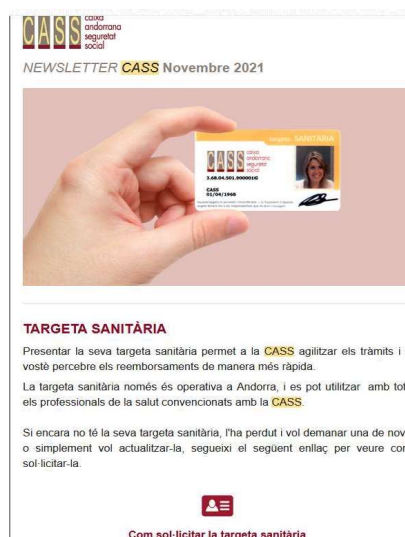 CASS
caixa
andorrana
seguretat
social
NEWSLETTER CASS Novembre 2021
targeta SANITÀRIA
CASS
caixa
andorrana
seguretat
social
CASS
01/04/1968
TARGETA SANITÀRIA
Presentar la seva targeta sanitària permet a la CASS agilitzar els tràmits i
vostè percebre els reemborsaments de manera més ràpida.
La targeta sanitària només és operativa a Andorra, i es pot utilitzar amb tot
els professionals de la salut convencionats amb la CASS.
Si encara no té la seva targeta sanitària, l'ha perdut i vol demanar una de nov
o simplement vol actualitzar-la, segueixi el següent enllaç per veure com
sol·licitar-la.
Com sol·licitar la targeta sanitària